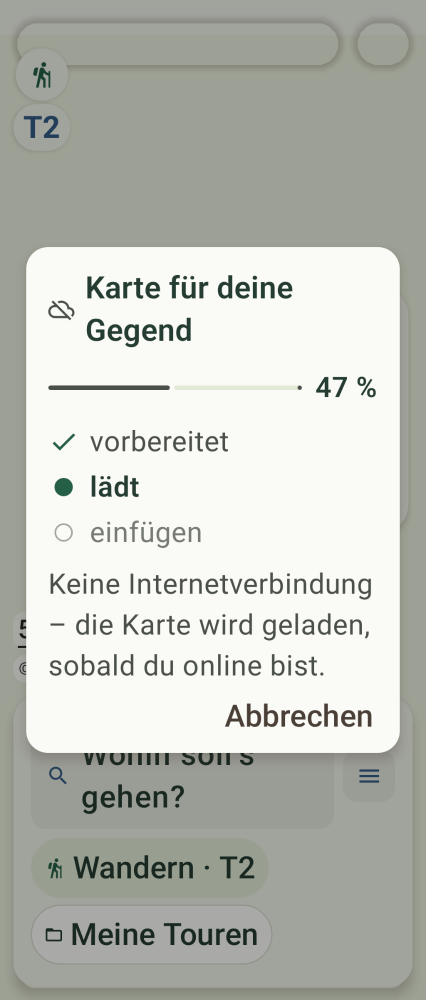 T2
Karte für deine
Gegend
47 %
vorbereitet
lädt
einfügen
Keine Internetverbindung
– die Karte wird geladen,
sobald du online bist.
Abbrechen
Wohin soll's
gehen?
Wandern · T2
Meine Touren